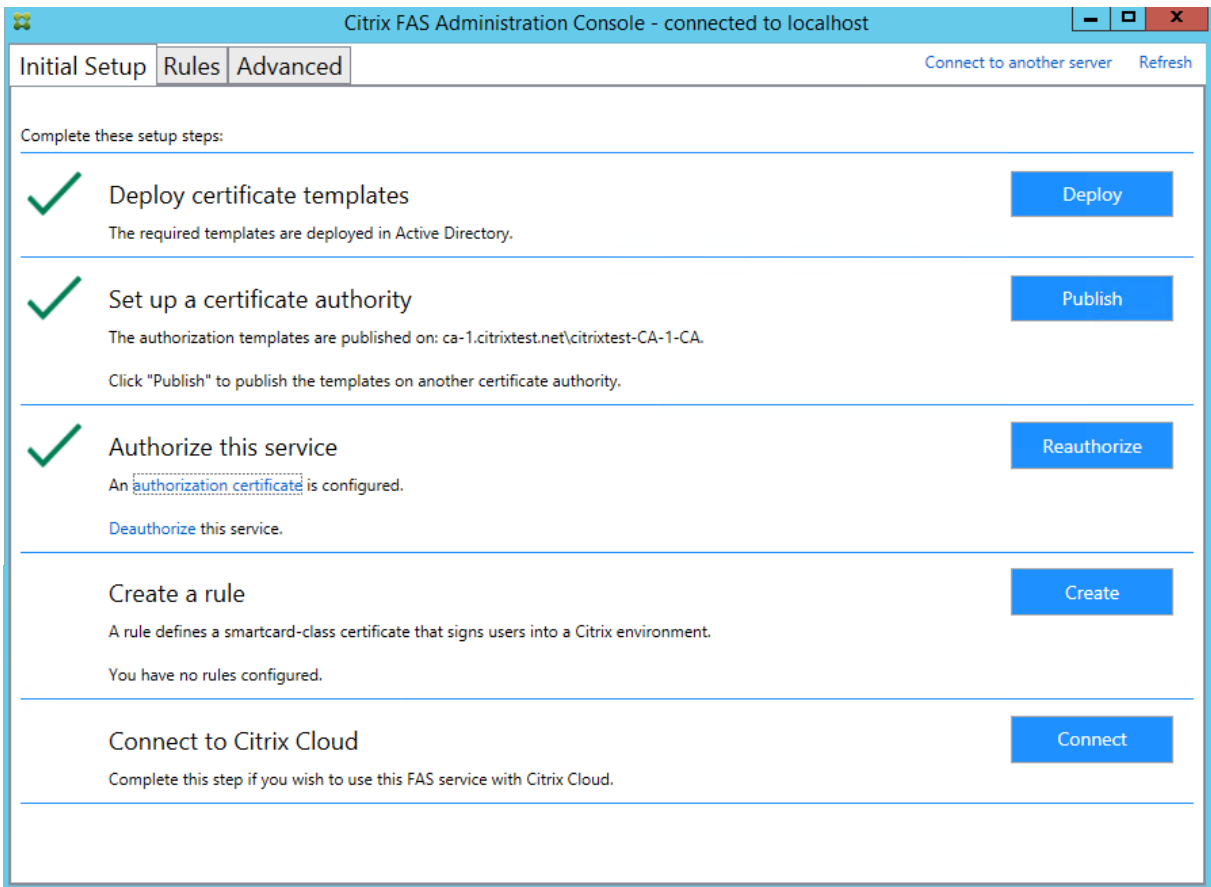 Citrix FAS Administration Console - connected to localhost
Initial Setup Rules Advanced Connect to another server Refresh
Complete these setup steps:
Deploy certificate templates
Deploy
The required templates are deployed in Active Directory.
Set up a certificate authority
Publish
The authorization templates are published on: ca-1.citrixtest.net\citrixtest-CA-1-CA.
Click "Publish" to publish the templates on another certificate authority.
Authorize this service
Reauthorize
An authorization certificate is configured.
Deauthorize this service.
Create a rule
Create
A rule defines a smartcard-class certificate that signs users into a Citrix environment.
You have no rules configured.
Connect to Citrix Cloud
Connect
Complete this step if you wish to use this FAS service with Citrix Cloud.